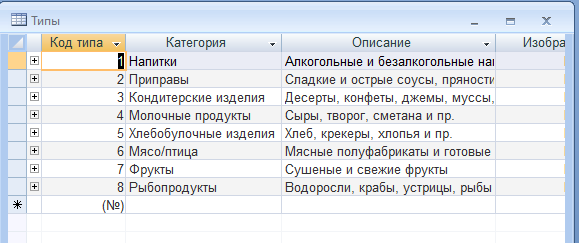 Типы
Код типа Категория Описание Изобра
1 Напитки Алкогольные и безалкогольные на
2 Приправы Сладкие и острые соусы, пряност
3 Кондитерские изделия Десерты, конфеты, джемы, муссы,
4 Молочные продукты Сыры, творог, сметана и пр.
5 Хлебобулочные изделия Хлеб, крекеры, хлопья и пр.
6 Мясо/птица Мясные полуфабрикаты и готовые
7 Фрукты Сушеные и свежие фрукты
8 Рыбопродукты Водоросли, крабы, устрицы, рыбы
(№)